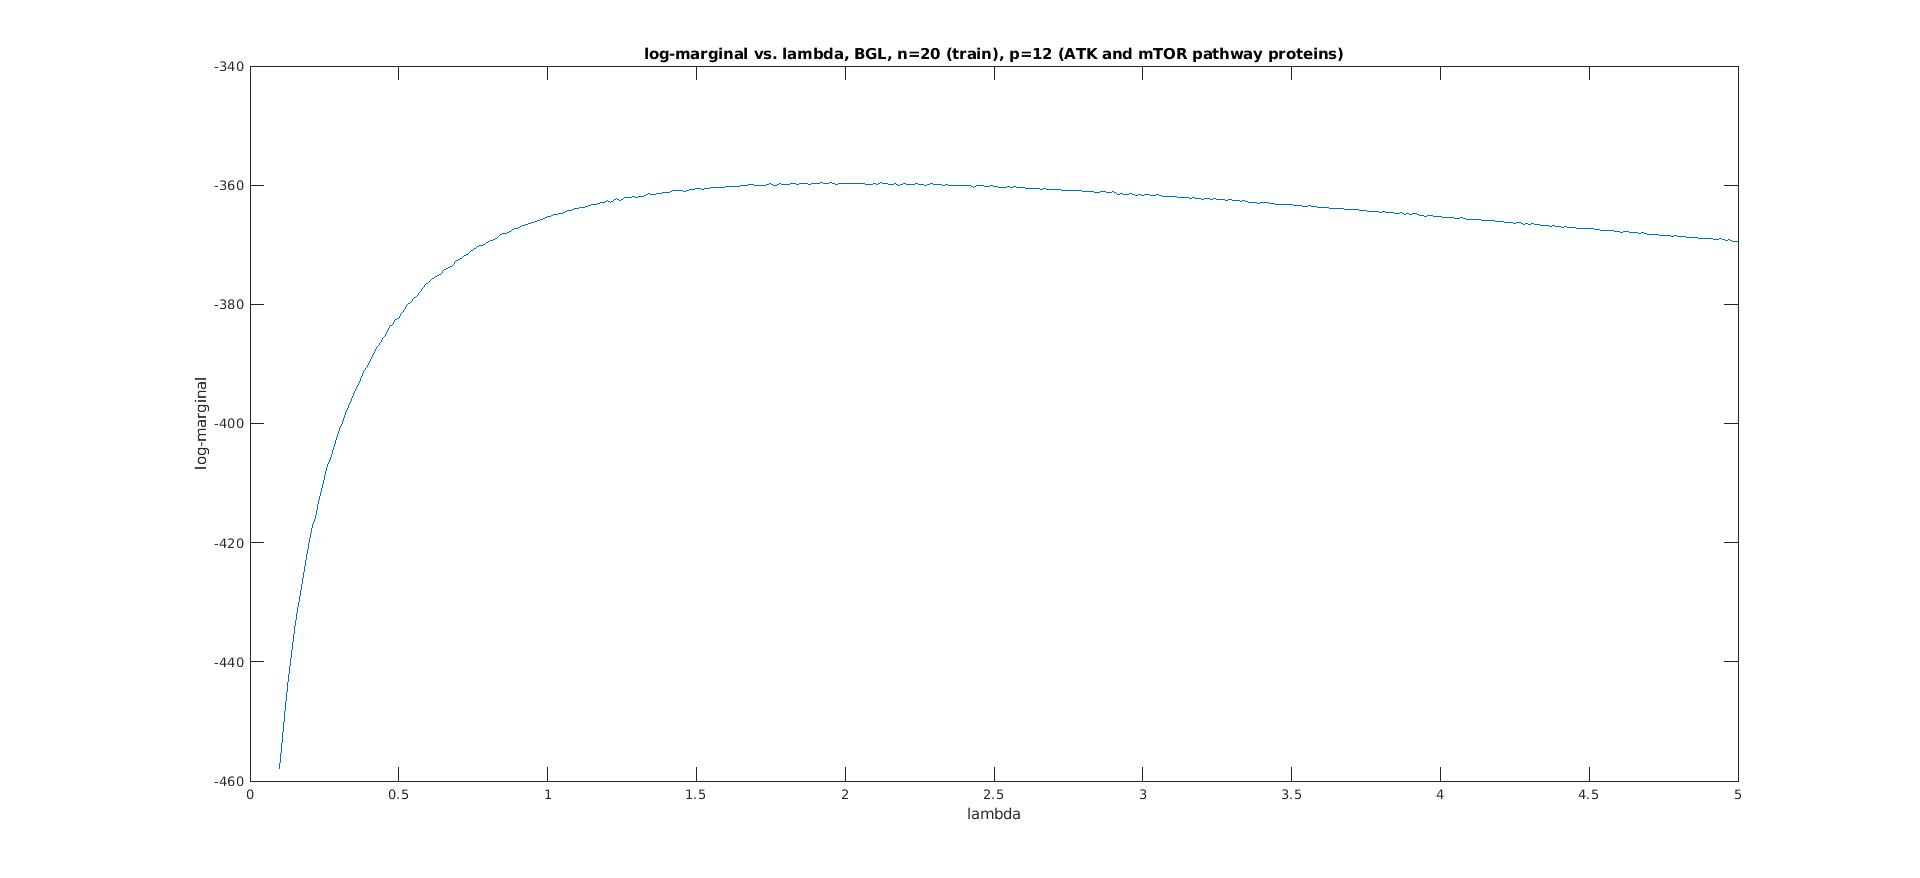 log-marginal vs. lambda, BGL, n=20 (train), p=12 (ATK and mTOR pathway proteins)
-340
-360
-380
-400
-420
-440
-460
log-marginal
0 0.5 1 1.5 2 2.5 3 3.5 4 4.5 5
lambda